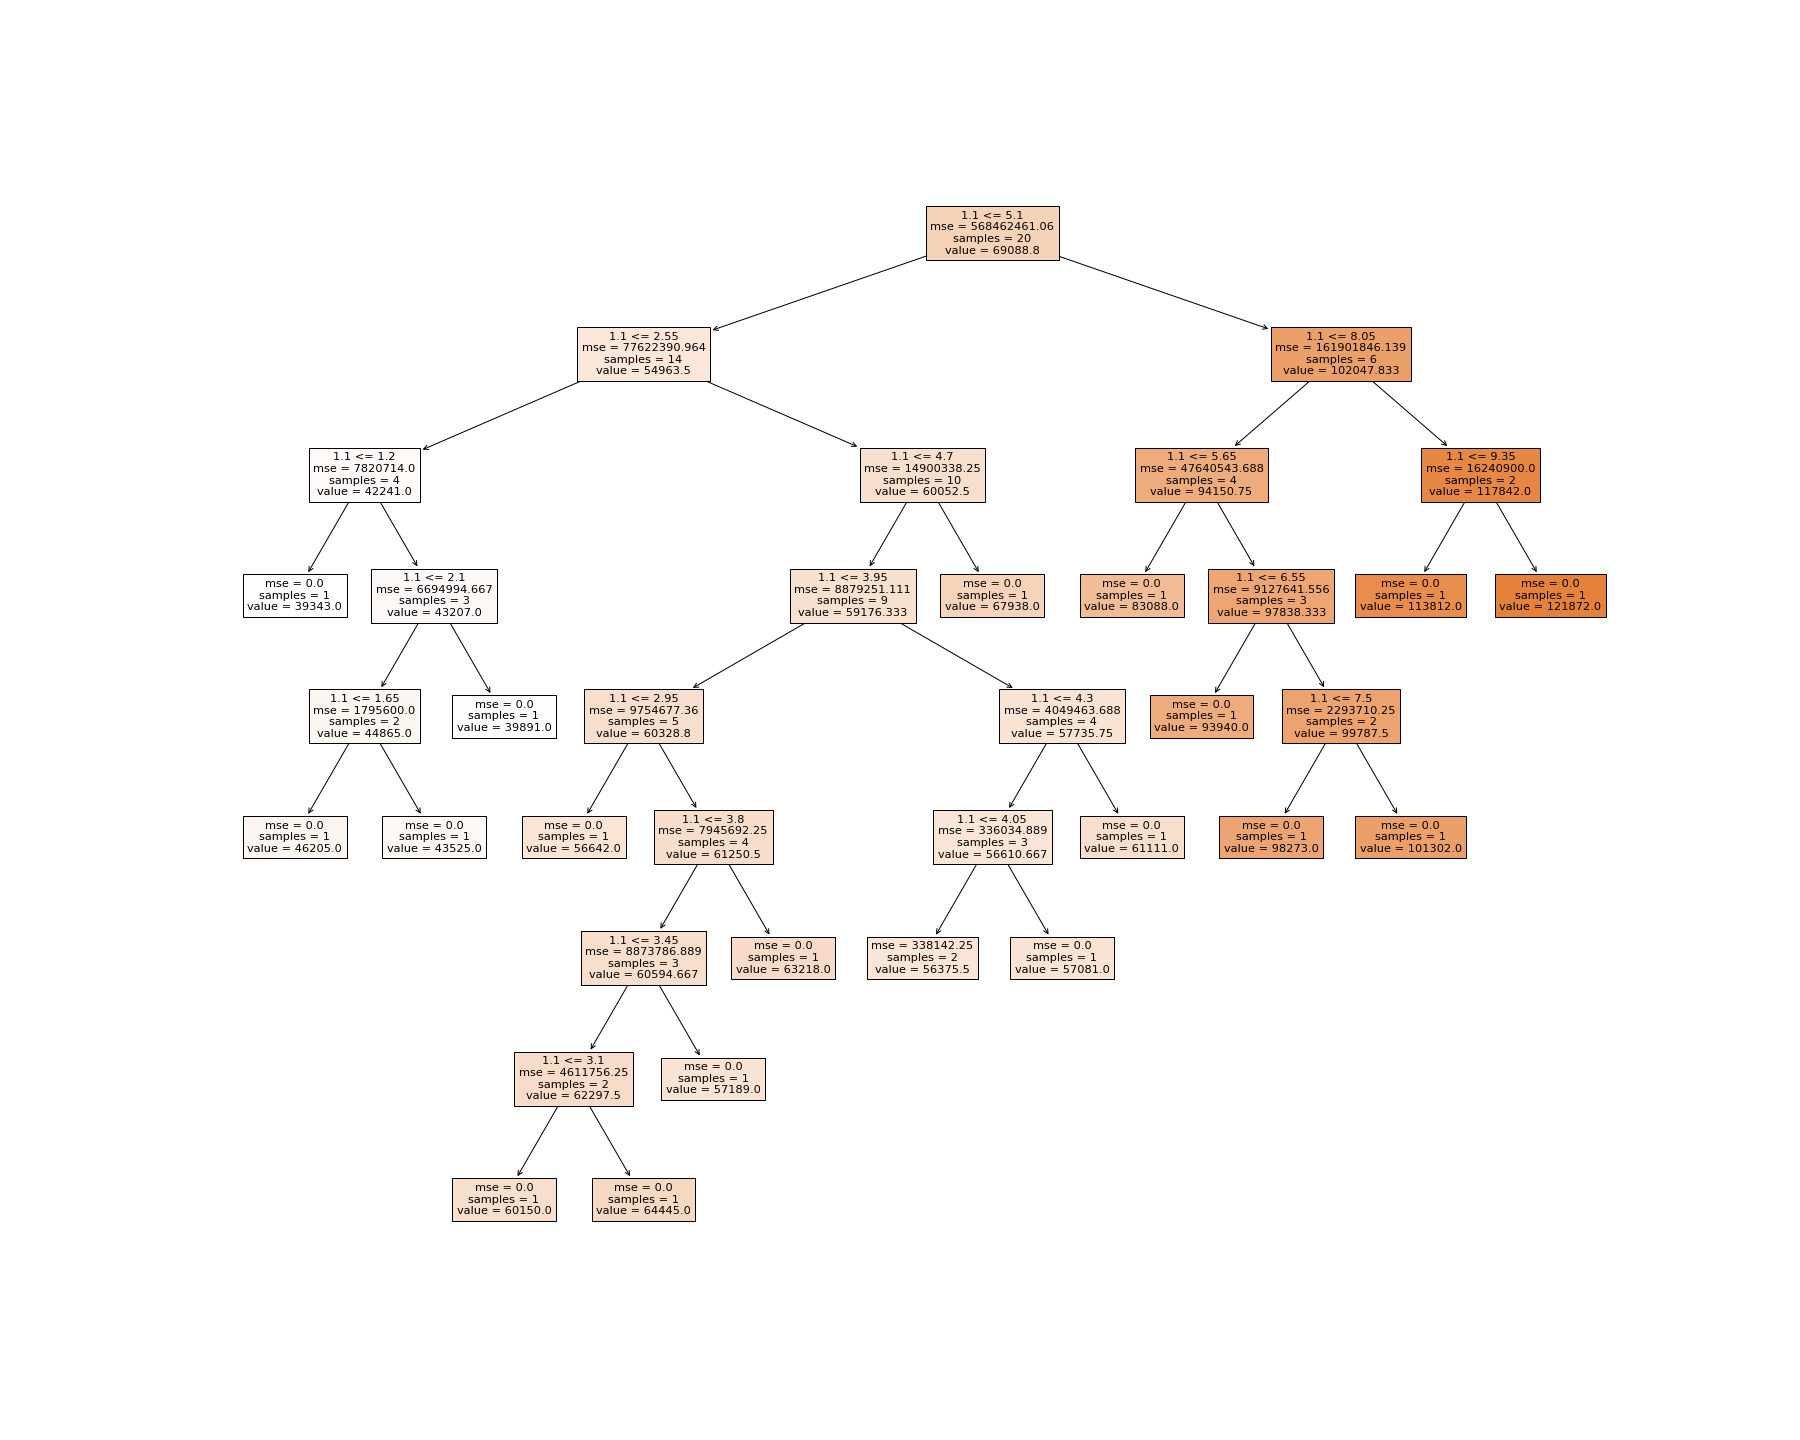 1.1 <= 5.1
mse = 568462461.06
samples = 20
value = 69088.8
1.1 <= 2.55
mse = 77622390.964
samples = 14
value = 54963.5
1.1 <= 8.05
mse = 161901846.139
samples = 6
value = 102047.833
1.1 <= 1.2
mse = 7820714.0
samples = 4
value = 42241.0
1.1 <= 4.7
mse = 14900338.25
samples = 10
value = 60052.5
1.1 <= 5.65
mse = 47640543.688
samples = 4
value = 94150.75
1.1 <= 9.35
mse = 16240900.0
samples = 2
value = 117842.0
mse = 0.0
samples = 1
value = 39343.0
1.1 <= 2.1
mse = 6694994.667
samples = 3
value = 43207.0
1.1 <= 3.95
mse = 8879251.111
samples = 9
value = 59176.333
mse = 0.0
samples = 1
value = 67938.0
mse = 0.0
samples = 1
value = 83088.0
1.1 <= 6.55
mse = 9127641.556
samples = 3
value = 97838.333
mse = 0.0
samples = 1
value = 113812.0
mse = 0.0
samples = 1
value = 121872.0
1.1 <= 1.65
mse = 1795600.0
samples = 2
value = 44865.0
mse = 0.0
samples = 1
value = 39891.0
1.1 <= 2.95
mse = 9754677.36
samples = 5
value = 60328.8
1.1 <= 4.3
mse = 4049463.688
samples = 4
value = 57735.75
mse = 0.0
samples = 1
value = 93940.0
1.1 <= 7.5
mse = 2293710.25
samples = 2
value = 99787.5
mse = 0.0
samples = 1
value = 46205.0
mse = 0.0
samples = 1
value = 43525.0
mse = 0.0
samples = 1
value = 56642.0
1.1 <= 3.8
mse = 7945692.25
samples = 4
value = 61250.5
1.1 <= 4.05
mse = 336034.889
samples = 3
value = 56610.667
mse = 0.0
samples = 1
value = 61111.0
mse = 0.0
samples = 1
value = 98273.0
mse = 0.0
samples = 1
value = 101302.0
1.1 <= 3.45
mse = 8873786.889
samples = 3
value = 60594.667
mse = 0.0
samples = 1
value = 63218.0
mse = 338142.25
samples = 2
value = 56375.5
mse = 0.0
samples = 1
value = 57081.0
1.1 <= 3.1
mse = 4611756.25
samples = 2
value = 62297.5
mse = 0.0
samples = 1
value = 57189.0
mse = 0.0
samples = 1
value = 60150.0
mse = 0.0
samples = 1
value = 64445.0